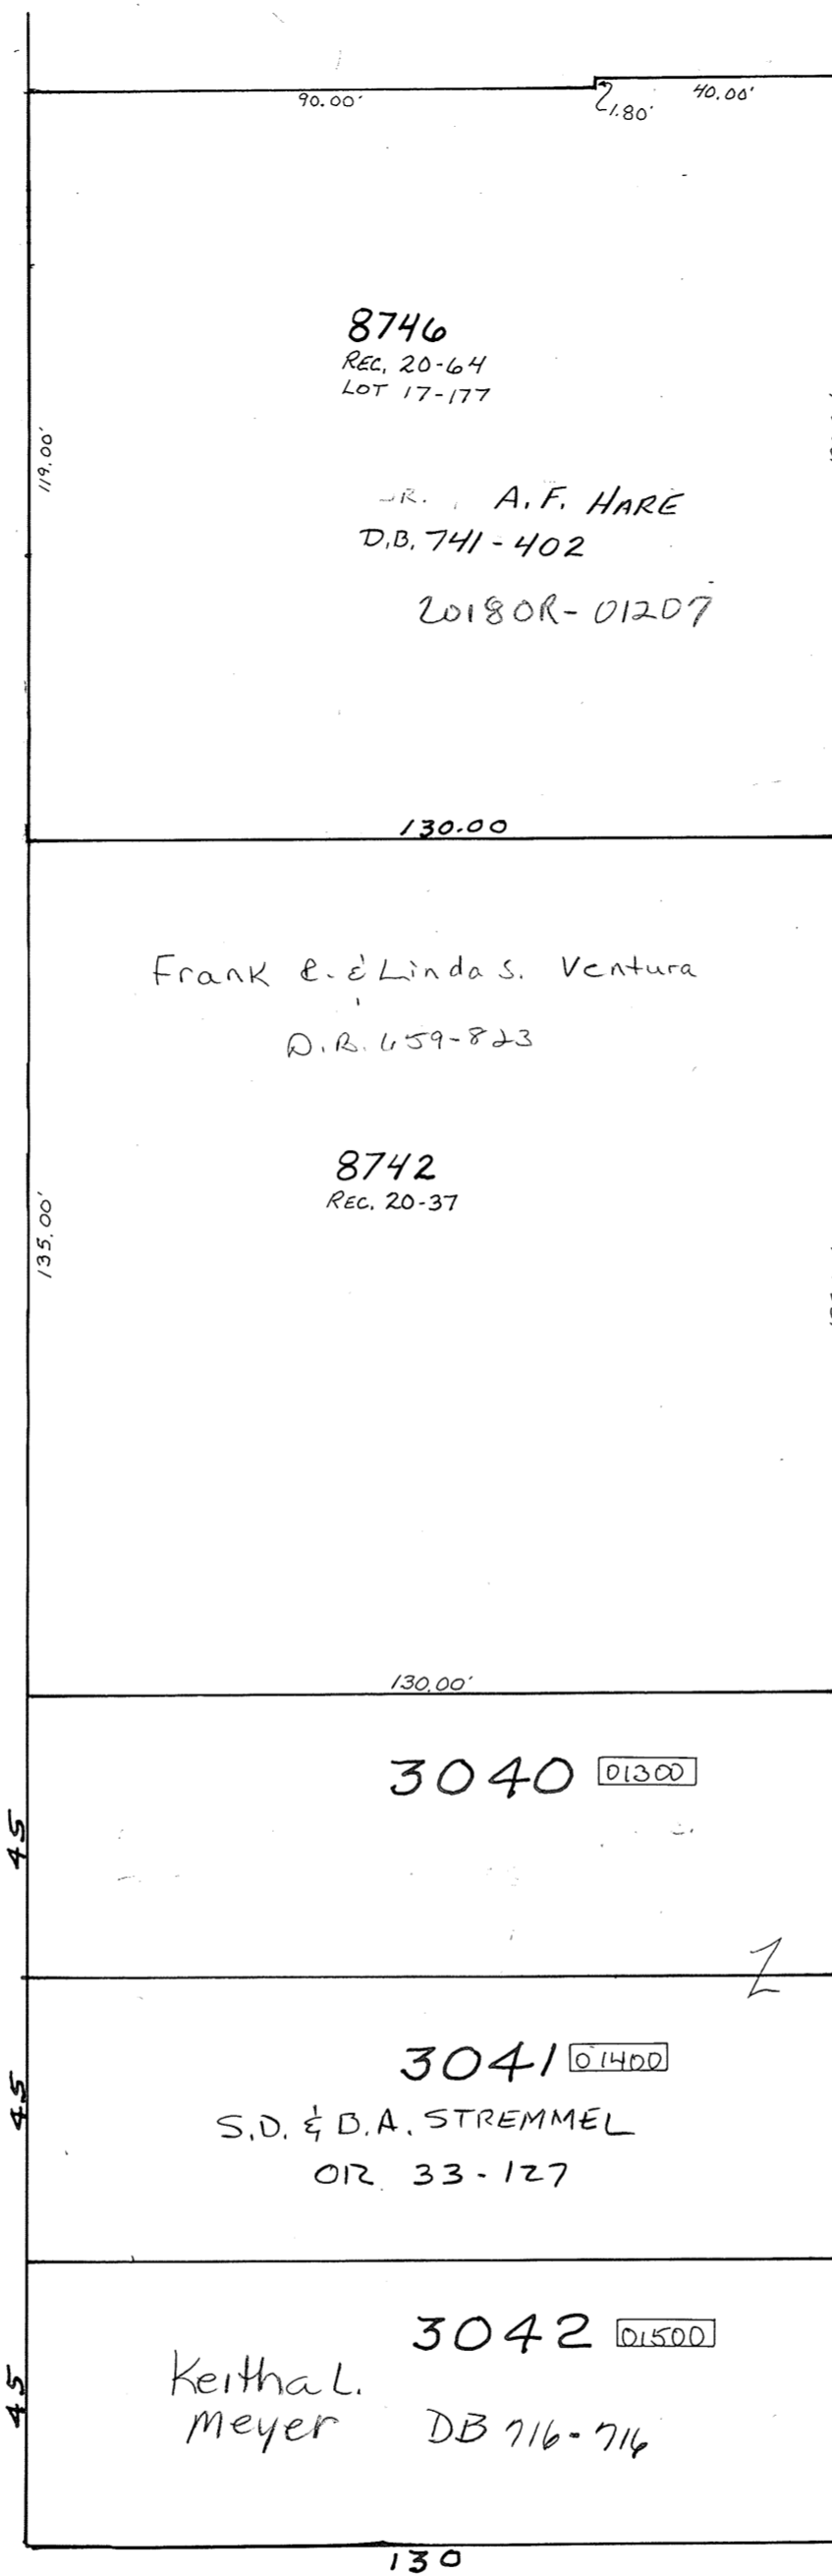 90.00'
1.80'
40.00'
8746
REC. 20-64
LOT 17-177
119.00'
A.F. HARE
D.B. 741-402
2018OR-01207
130.00
Frank E. & Linda S. Ventura
D.B. 659-823
8742
REC. 20-37
135.00'
130.00'
3040 01300
45
3041 01400
S.D. & B.A. STREMMEL
45
OR 33-127
3042 01500
Keitha L.
Meyer DB 716-716
45
130